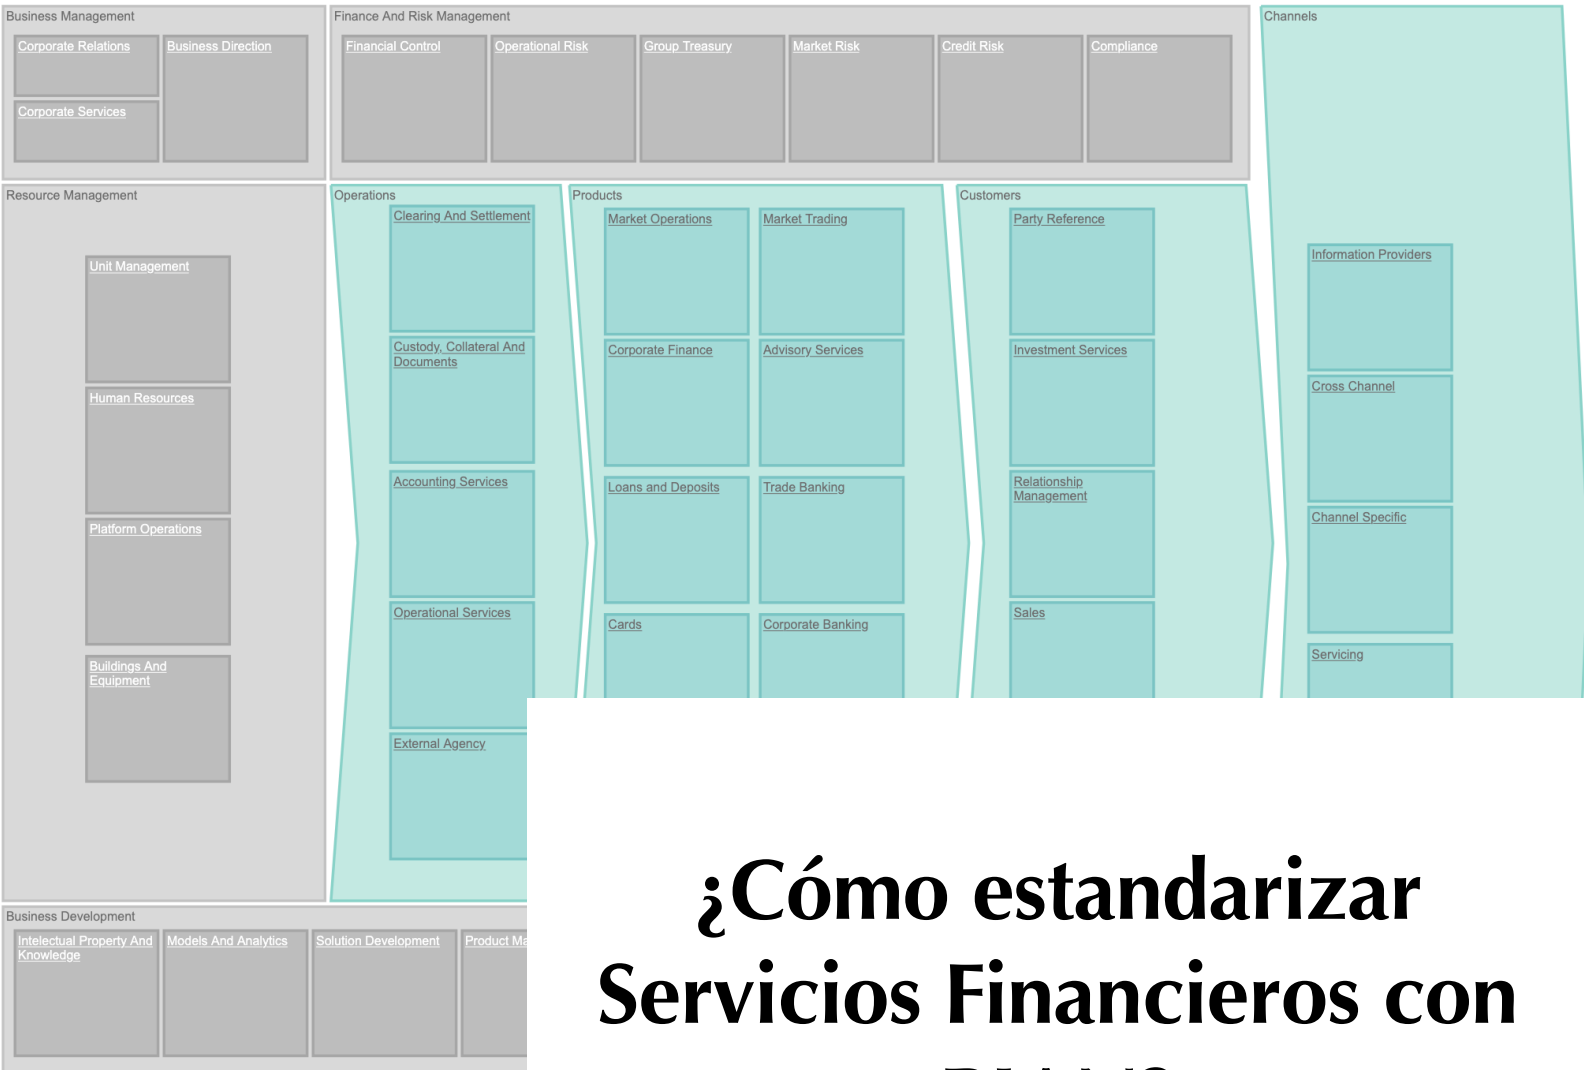 Business Management
Corporate Relations
Business Direction
Corporate Services
Finance And Risk Management
Financial Control
Operational Risk
Group Treasury
Market Risk
Credit Risk
Compliance
Channels
Information Providers
Cross Channel
Channel Specific
Servicing
Resource Management
Unit Management
Human Resources
Platform Operations
Buildings And
Equipment
Operations
Clearing And Settlement
Custody, Collateral And
Documents
Accounting Services
Operational Services
External Agency
Products
Market Operations
Market Trading
Corporate Finance
Advisory Services
Loans and Deposits
Trade Banking
Cards
Corporate Banking
Customers
Party Reference
Investment Services
Relationship
Management
Sales
Business Development
Intelectual Property And
Knowledge
Models And Analytics
Solution Development
Product Ma
¿Cómo estandarizar
Servicios Financieros con